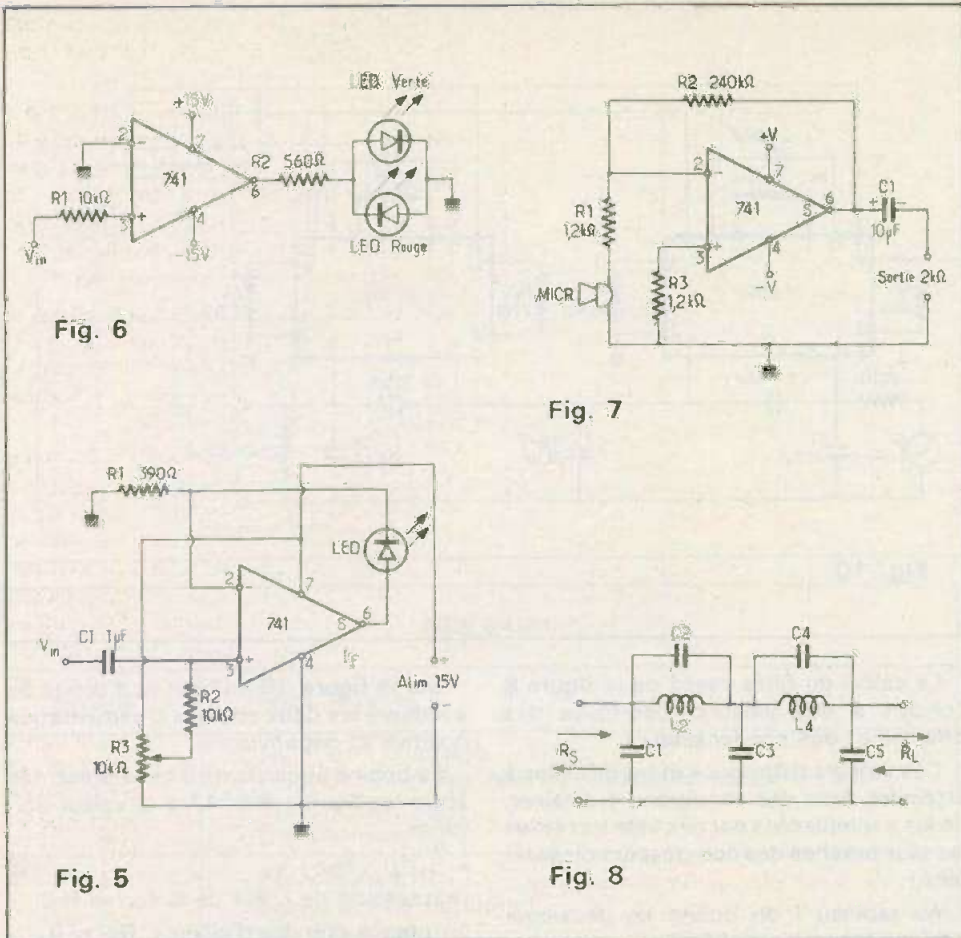 LED Verte
+15V
2
7
741
R2
560Ω
6
R1 10kΩ
3
4
-15V
Vin
LED Rouge
Fig. 6
R2 240kΩ
+V
2
7
741
S
6
C1
10µF
R1
1,2kΩ
3
4
-V
MICR
R3
1,2kΩ
Sortie 2kΩ
Fig. 7
R1 390Ω
LED
2
7
741
S
6
Vin
C1 1µF
3
4
If
Alim 15V
R2
10kΩ
R3
10kΩ
Fig. 5
C2
C4
L2
L4
RS
C1
C3
C5
RL
Fig. 8